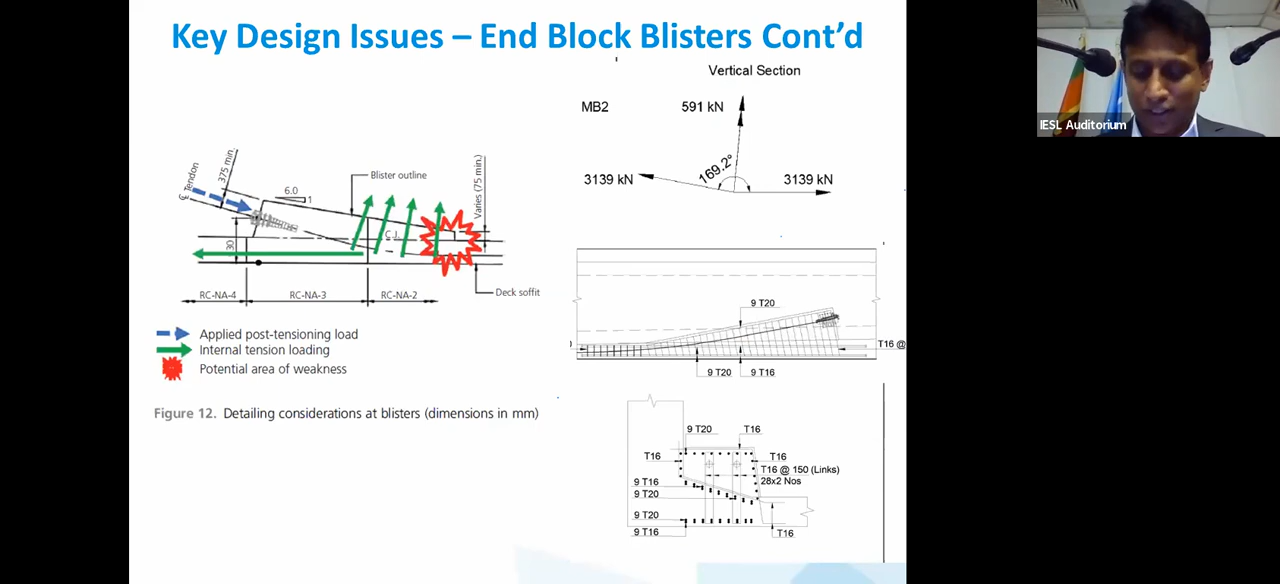 Key Design Issues – End Block Blisters Cont'd
Vertical Section
MB2
591 kN
169.2°
3139 kN
3139 kN
℄ Tendon
375 min.
6.0
1
Blister outline
Varies (75 min.)
C.J.
30
Deck soffit
RC-NA-4
RC-NA-3
RC-NA-2
Applied post-tensioning load
Internal tension loading
Potential area of weakness
Figure 12. Detailing considerations at blisters (dimensions in mm)
9 T20
T16 @
9 T20
9 T16
9 T20
T16
T16
T16
T16 @ 150 (Links)
28x2 Nos
9 T16
9 T20
9 T20
9 T16
T16
IESL Auditorium